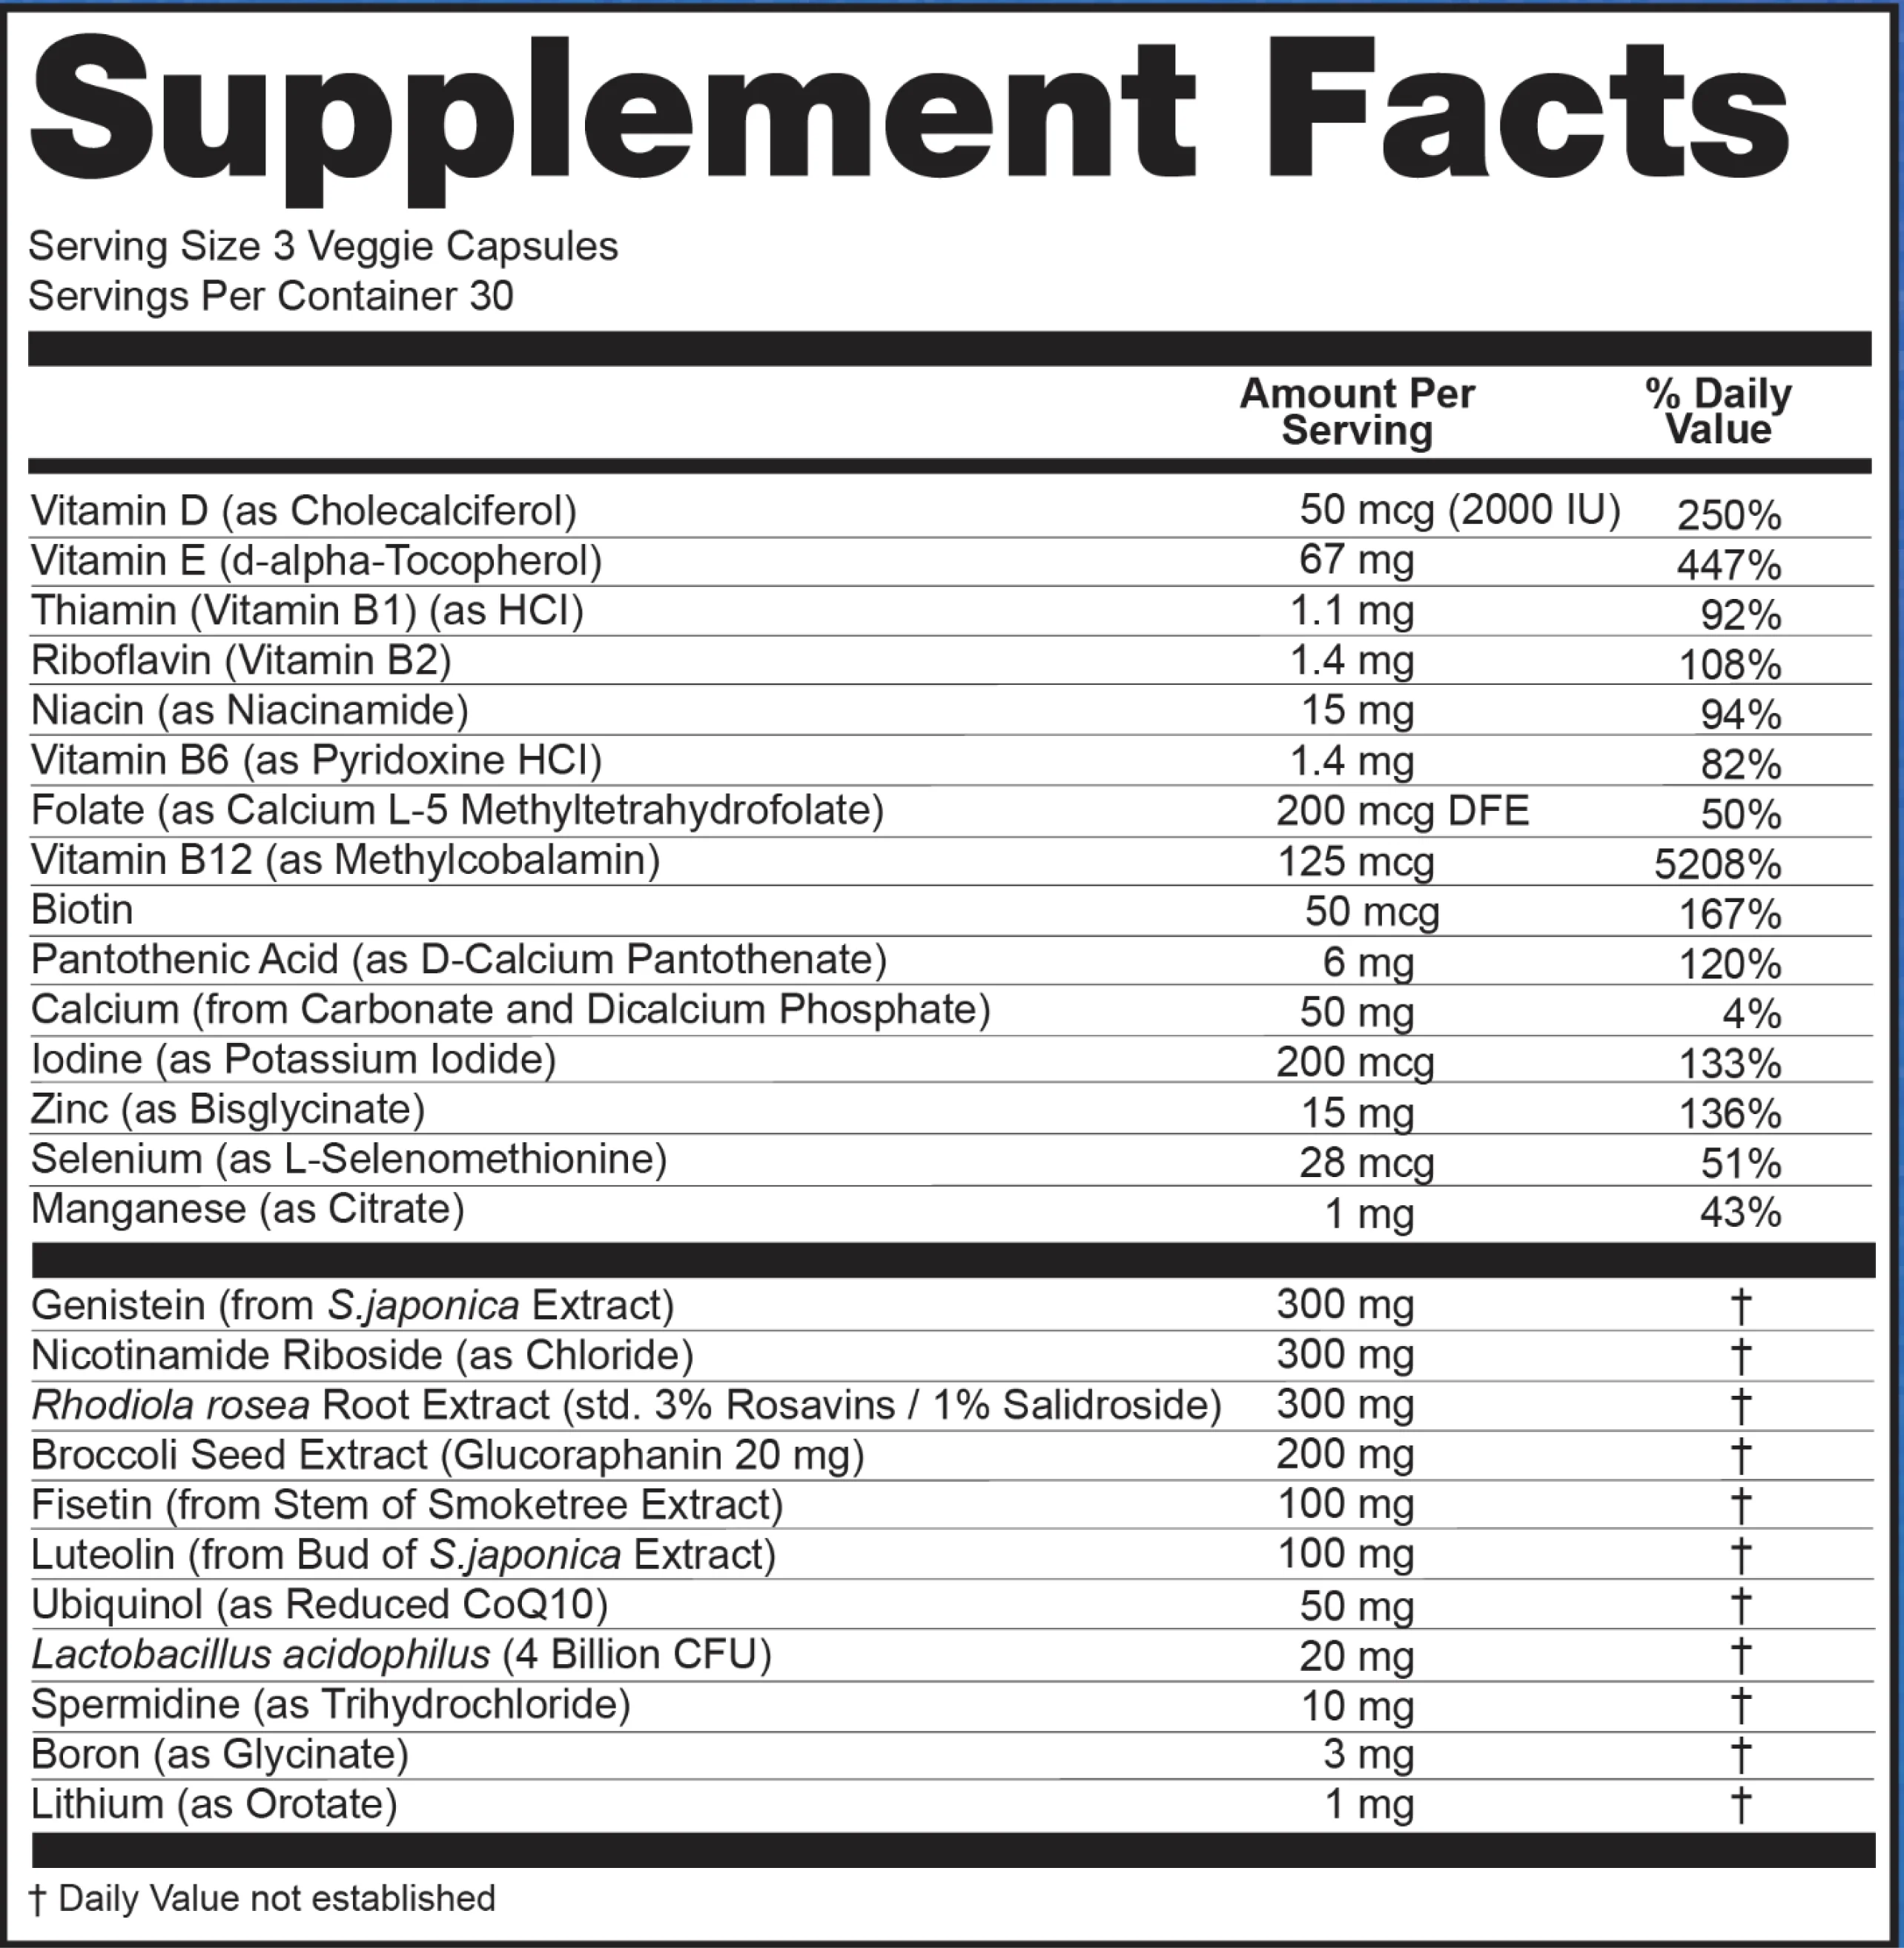 Supplement Facts
Serving Size 3 Veggie Capsules
Servings Per Container 30
Amount Per Serving % Daily Value
Vitamin D (as Cholecalciferol) 50 mcg (2000 IU) 250%
Vitamin E (d-alpha-Tocopherol) 67 mg 447%
Thiamin (Vitamin B1) (as HCl) 1.1 mg 92%
Riboflavin (Vitamin B2) 1.4 mg 108%
Niacin (as Niacinamide) 15 mg 94%
Vitamin B6 (as Pyridoxine HCl) 1.4 mg 82%
Folate (as Calcium L-5 Methyltetrahydrofolate) 200 mcg DFE 50%
Vitamin B12 (as Methylcobalamin) 125 mcg 5208%
Biotin 50 mcg 167%
Pantothenic Acid (as D-Calcium Pantothenate) 6 mg 120%
Calcium (from Carbonate and Dicalcium Phosphate) 50 mg 4%
Iodine (as Potassium Iodide) 200 mcg 133%
Zinc (as Bisglycinate) 15 mg 136%
Selenium (as L-Selenomethionine) 28 mcg 51%
Manganese (as Citrate) 1 mg 43%
Genistein (from S.japonica Extract) 300 mg †
Nicotinamide Riboside (as Chloride) 300 mg †
Rhodiola rosea Root Extract (std. 3% Rosavins / 1% Salidroside) 300 mg †
Broccoli Seed Extract (Glucoraphanin 20 mg) 200 mg †
Fisetin (from Stem of Smoketree Extract) 100 mg †
Luteolin (from Bud of S.japonica Extract) 100 mg †
Ubiquinol (as Reduced CoQ10) 50 mg †
Lactobacillus acidophilus (4 Billion CFU) 20 mg †
Spermidine (as Trihydrochloride) 10 mg †
Boron (as Glycinate) 3 mg †
Lithium (as Orotate) 1 mg †
† Daily Value not established